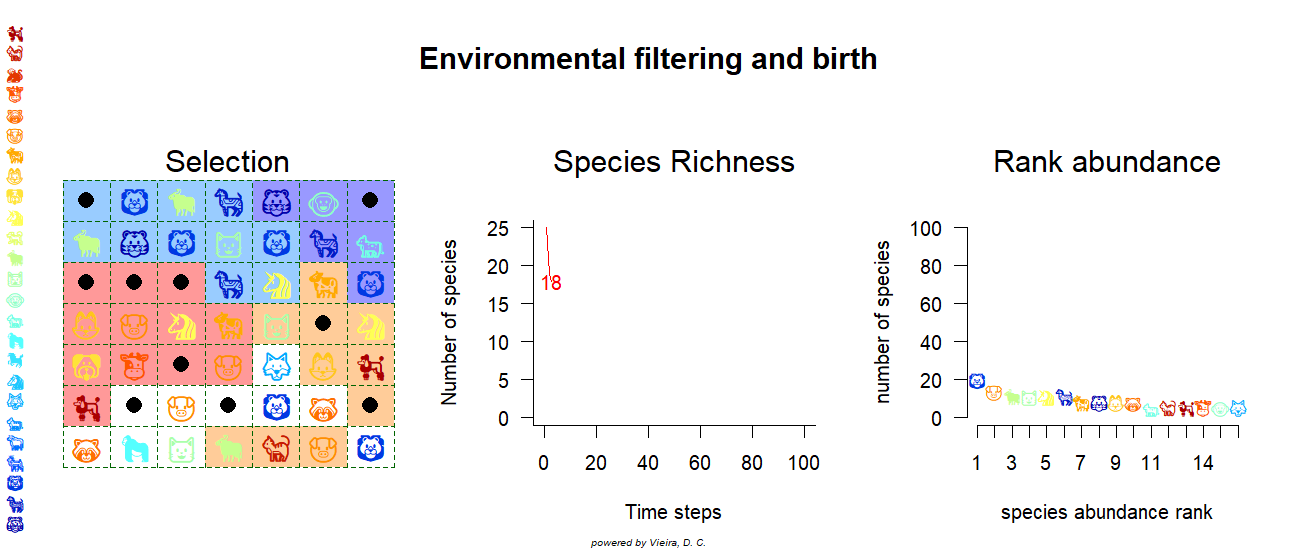 Environmental filtering and birth
Selection
Species Richness
Number of species
25
20
15
10
5
0
18
0 20 40 60 80 100
Time steps
Rank abundance
number of species
100
80
60
40
20
0
1 3 5 7 9 11 14
species abundance rank
powered by Vieira, D. C.